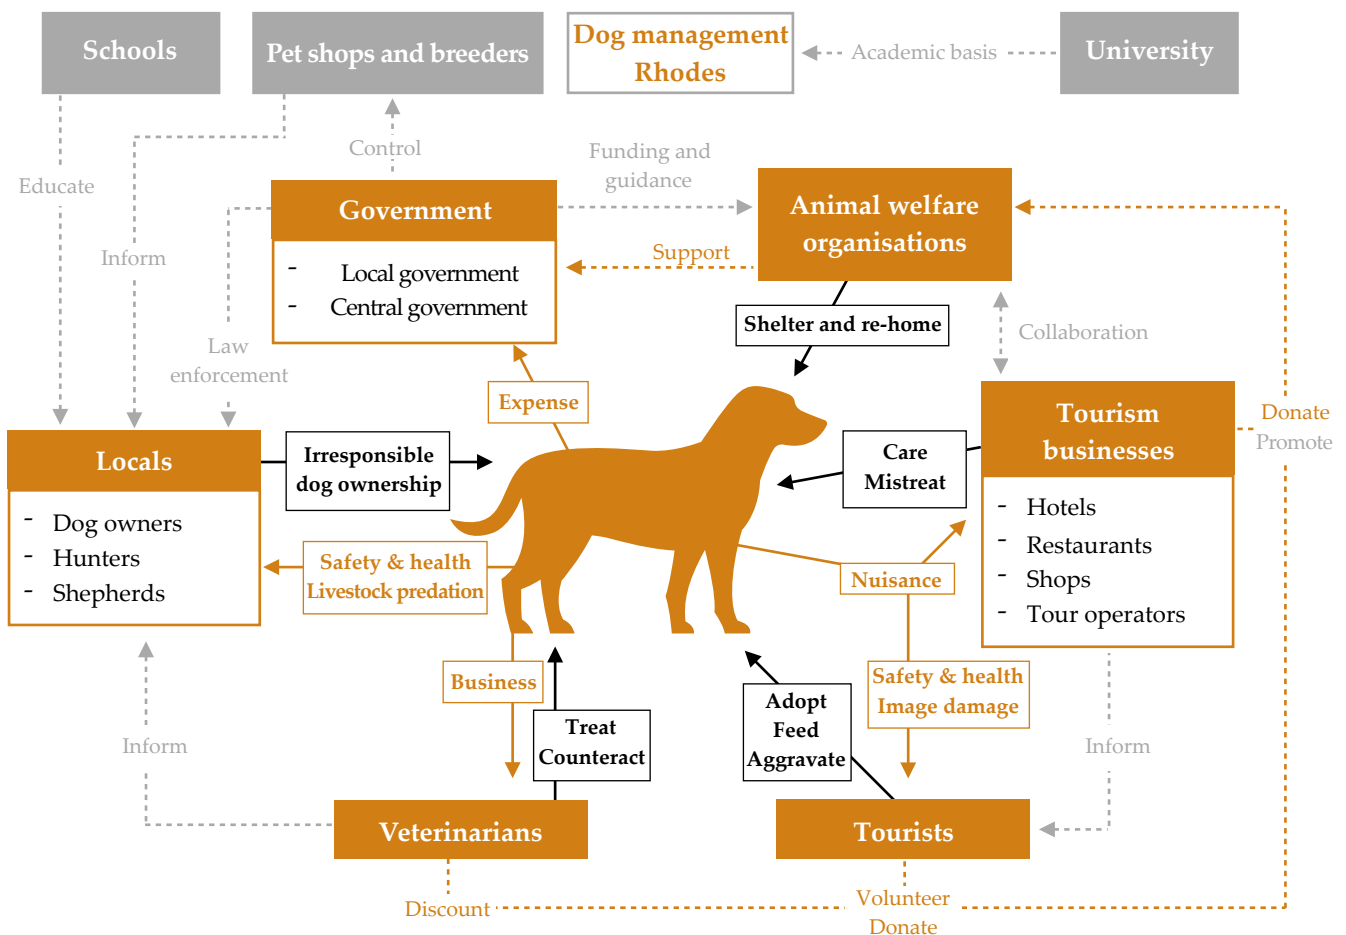 Schools
Pet shops and breeders
Dog management
Rhodes
Academic basis
University
Control
Funding and
guidance
Educate
Government
Animal welfare
organisations
Support
Inform
- Local government
- Central government
Shelter and re-home
Collaboration
Law
enforcement
Expense
Tourism
businesses
Donate
Promote
Locals
Irresponsible
dog ownership
Care
Mistreat
- Dog owners
- Hunters
- Shepherds
- Hotels
- Restaurants
- Shops
- Tour operators
Safety & health
Livestock predation
Nuisance
Business
Safety & health
Image damage
Adopt
Feed
Aggravate
Treat
Counteract
Inform
Inform
Veterinarians
Tourists
Discount
Volunteer
Donate